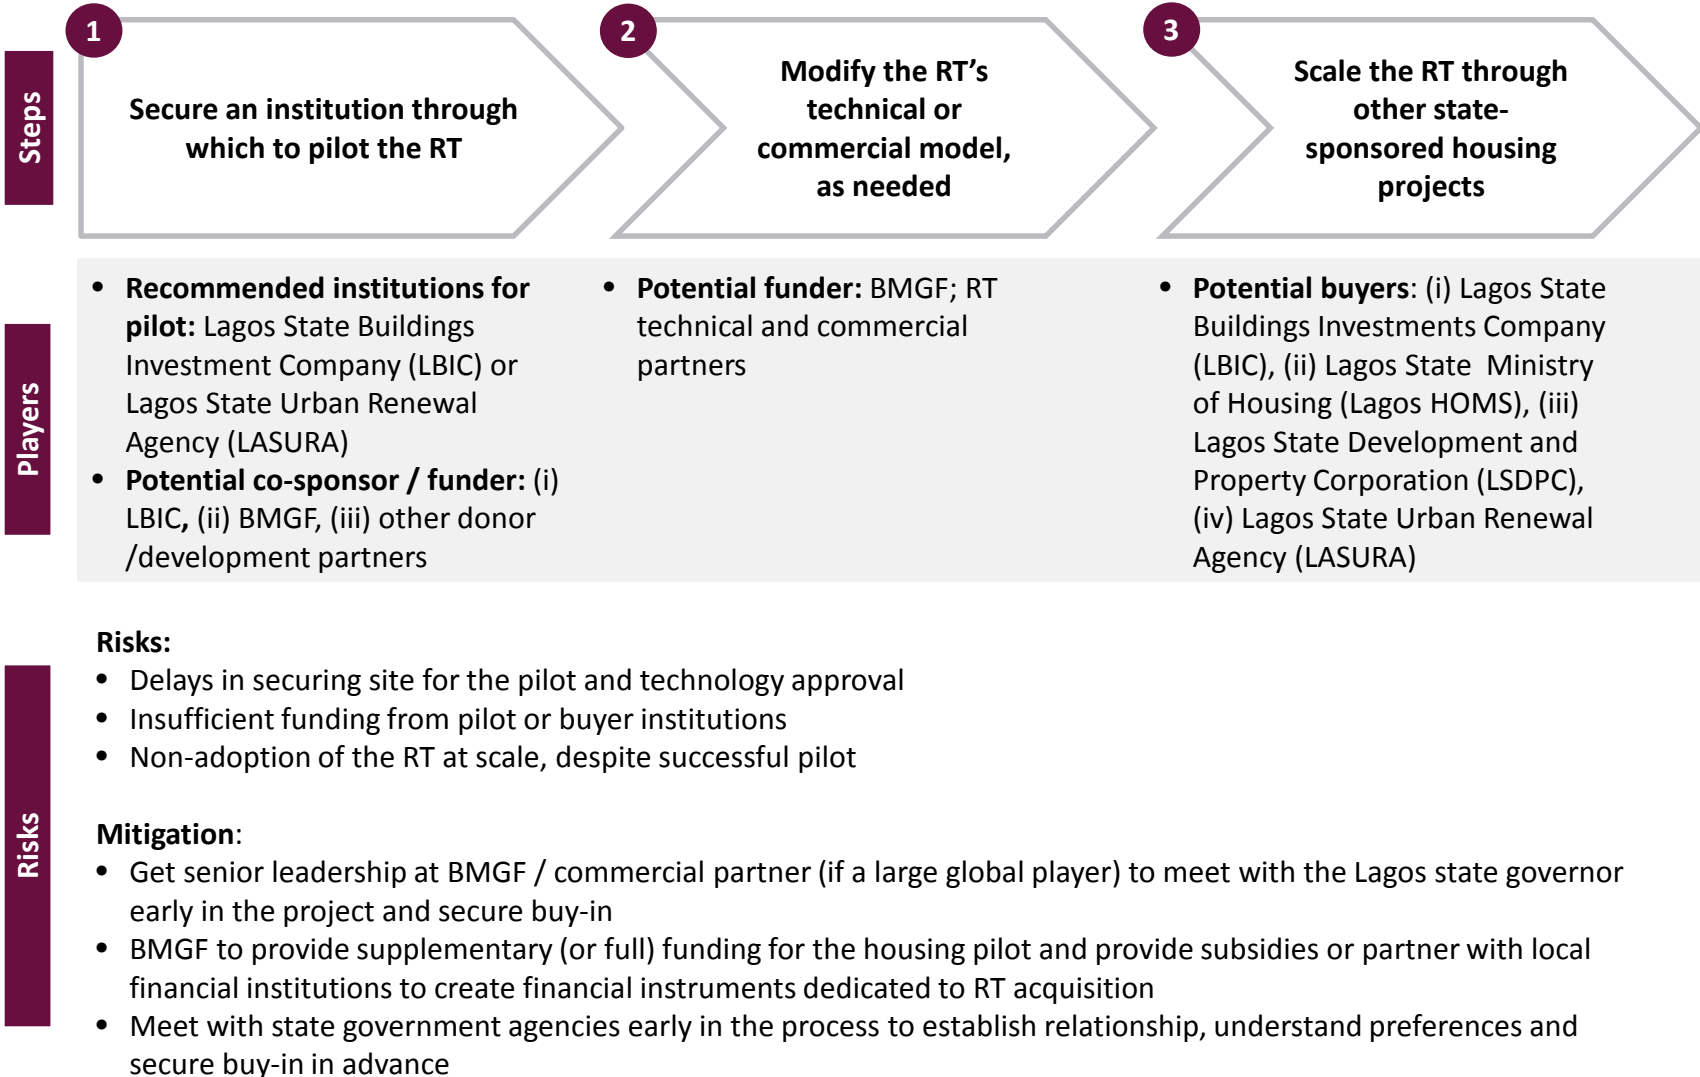 Steps
1
Secure an institution through
which to pilot the RT
2
Modify the RT’s
technical or
commercial model,
as needed
3
Scale the RT through
other state-
sponsored housing
projects
Players
• Recommended institutions for
pilot: Lagos State Buildings
Investment Company (LBIC) or
Lagos State Urban Renewal
Agency (LASURA)
• Potential co-sponsor / funder: (i)
LBIC, (ii) BMGF, (iii) other donor
/development partners
• Potential funder: BMGF; RT
technical and commercial
partners
• Potential buyers: (i) Lagos State
Buildings Investments Company
(LBIC), (ii) Lagos State Ministry
of Housing (Lagos HOMS), (iii)
Lagos State Development and
Property Corporation (LSDPC),
(iv) Lagos State Urban Renewal
Agency (LASURA)
Risks
Risks:
• Delays in securing site for the pilot and technology approval
• Insufficient funding from pilot or buyer institutions
• Non-adoption of the RT at scale, despite successful pilot
Mitigation:
• Get senior leadership at BMGF / commercial partner (if a large global player) to meet with the Lagos state governor
early in the project and secure buy-in
• BMGF to provide supplementary (or full) funding for the housing pilot and provide subsidies or partner with local
financial institutions to create financial instruments dedicated to RT acquisition
• Meet with state government agencies early in the process to establish relationship, understand preferences and
secure buy-in in advance